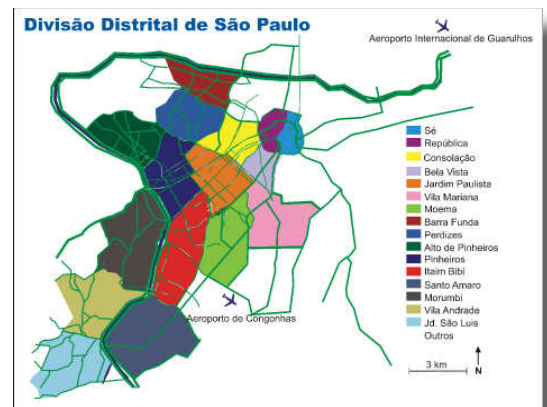 Divisão Distrital de São Paulo
Aeroporto Internacional de Guarulhos
Sé
República
Consolação
Bela Vista
Jardim Paulista
Vila Mariana
Moema
Barra Funda
Perdizes
Alto de Pinheiros
Pinheiros
Itaim Bibi
Santo Amaro
Morumbi
Vila Andrade
Jd. São Luis
Outros
Aeroporto de Congonhas
3 km
N